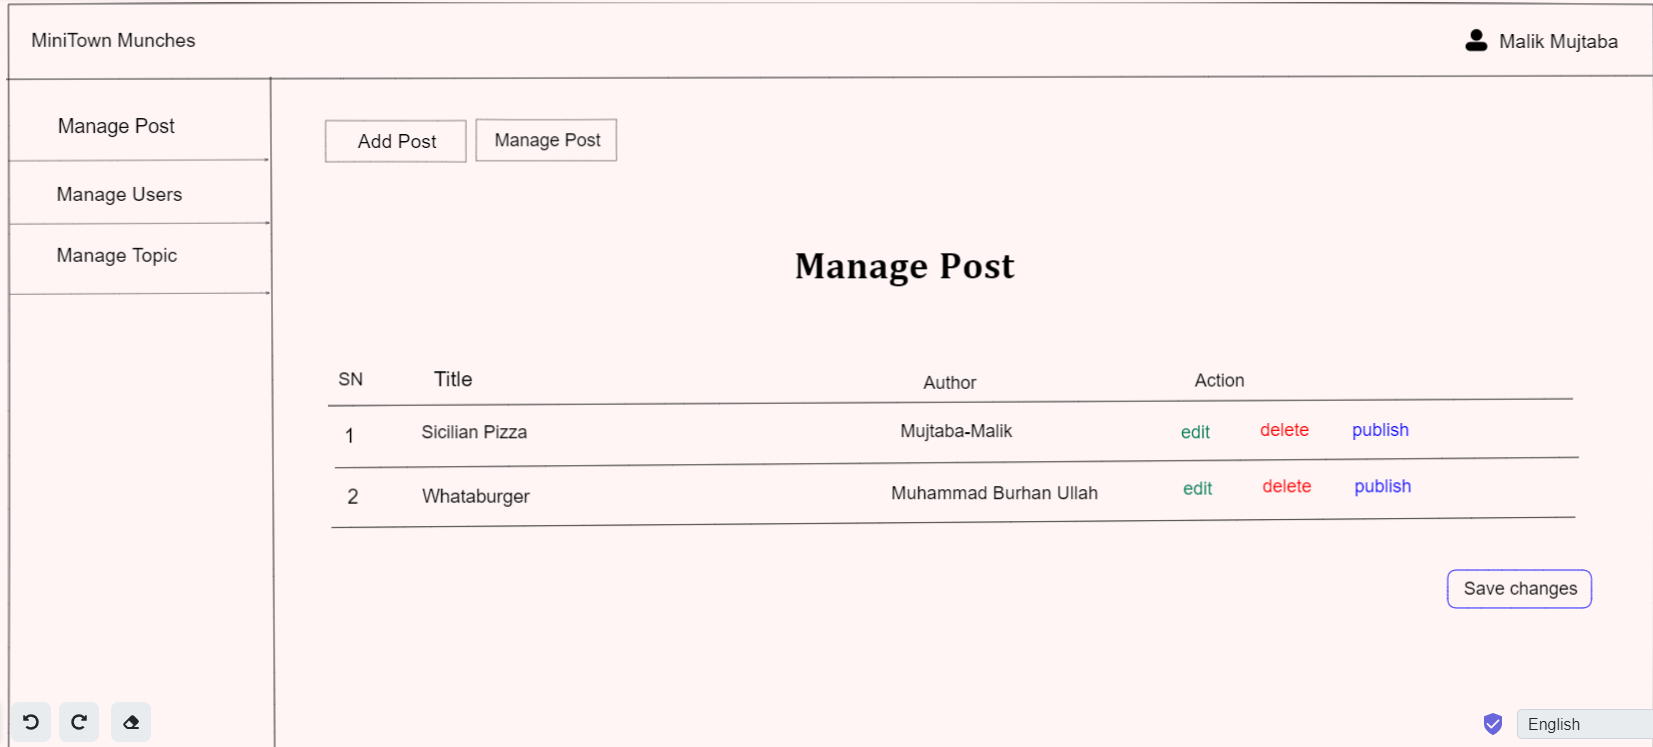 MiniTown Munches
Malik Mujtaba
Manage Post
Manage Users
Manage Topic
Add Post
Manage Post
Manage Post
SN Title Author Action
1 Sicilian Pizza Mujtaba-Malik edit delete publish
2 Whataburger Muhammad Burhan Ullah edit delete publish
Save changes
English